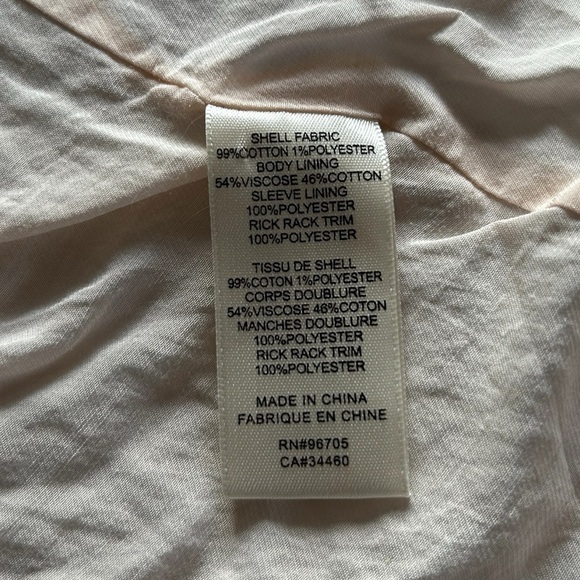 SHELL FABRIC
99%COTTON 1%POLYESTER
BODY LINING
54%VISCOSE 46%COTTON
SLEEVE LINING
100%POLYESTER
RICK RACK TRIM
100%POLYESTER
TISSU DE SHELL
99%COTON 1%POLYESTER
CORPS DOUBLURE
54%VISCOSE 46%COTON
MANCHES DOUBLURE
100%POLYESTER
RICK RACK TRIM
100%POLYESTER
MADE IN CHINA
FABRIQUE EN CHINE
RN#96705
CA#34460